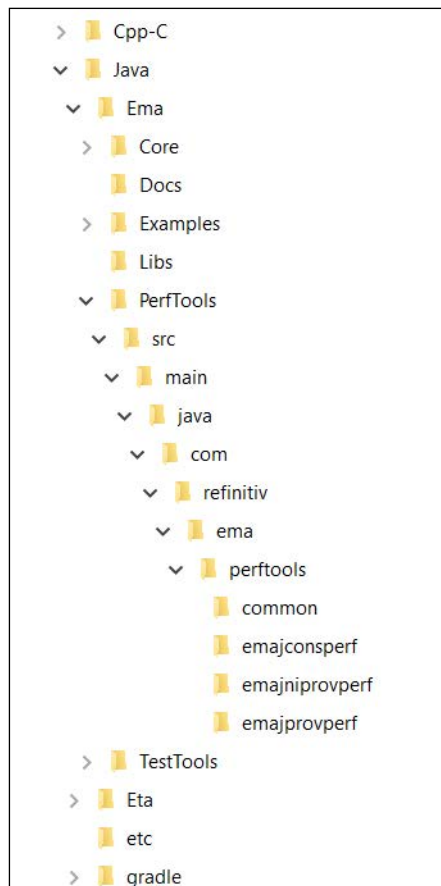 Cpp-C
Java
Ema
Core
Docs
Examples
Libs
PerfTools
src
main
java
com
refinitiv
ema
perftools
common
emajconsperf
emajniprovperf
emajprovperf
TestTools
Eta
etc
gradle